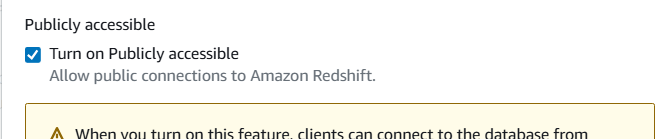 Publicly accessible
Turn on Publicly accessible
Allow public connections to Amazon Redshift.
When you turn on this feature, clients can connect to the database from